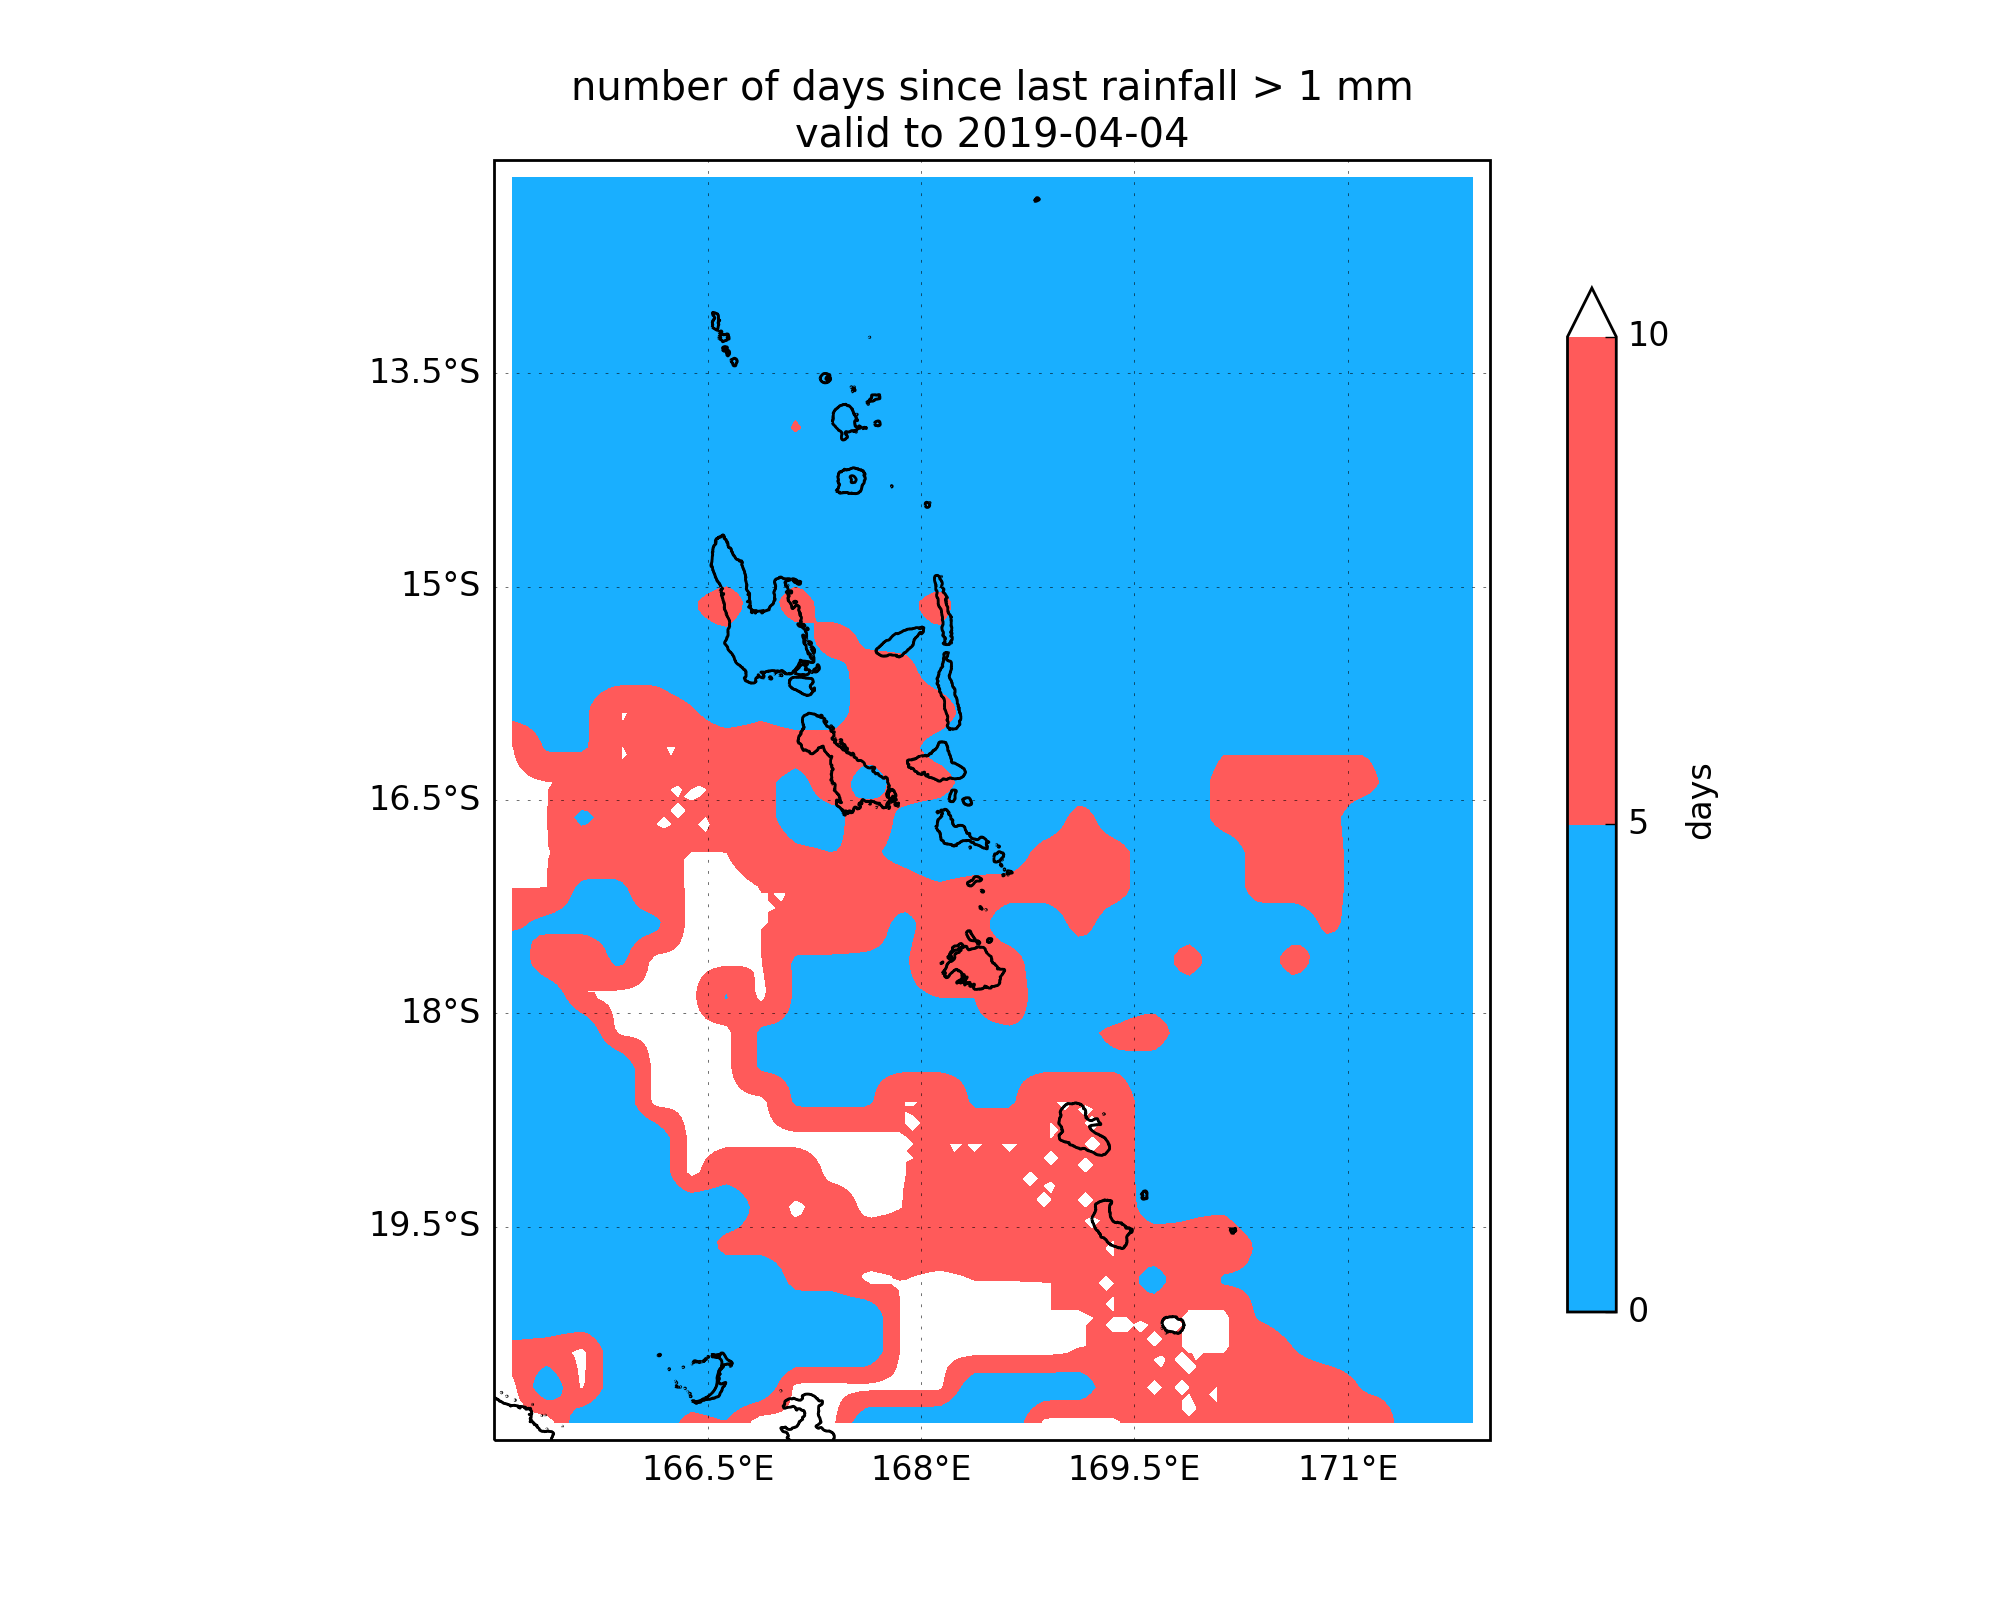 number of days since last rainfall > 1 mm
valid to 2019-04-04
13.5°S
15°S
16.5°S
18°S
19.5°S
166.5°E
168°E
169.5°E
171°E
10
5
0
days